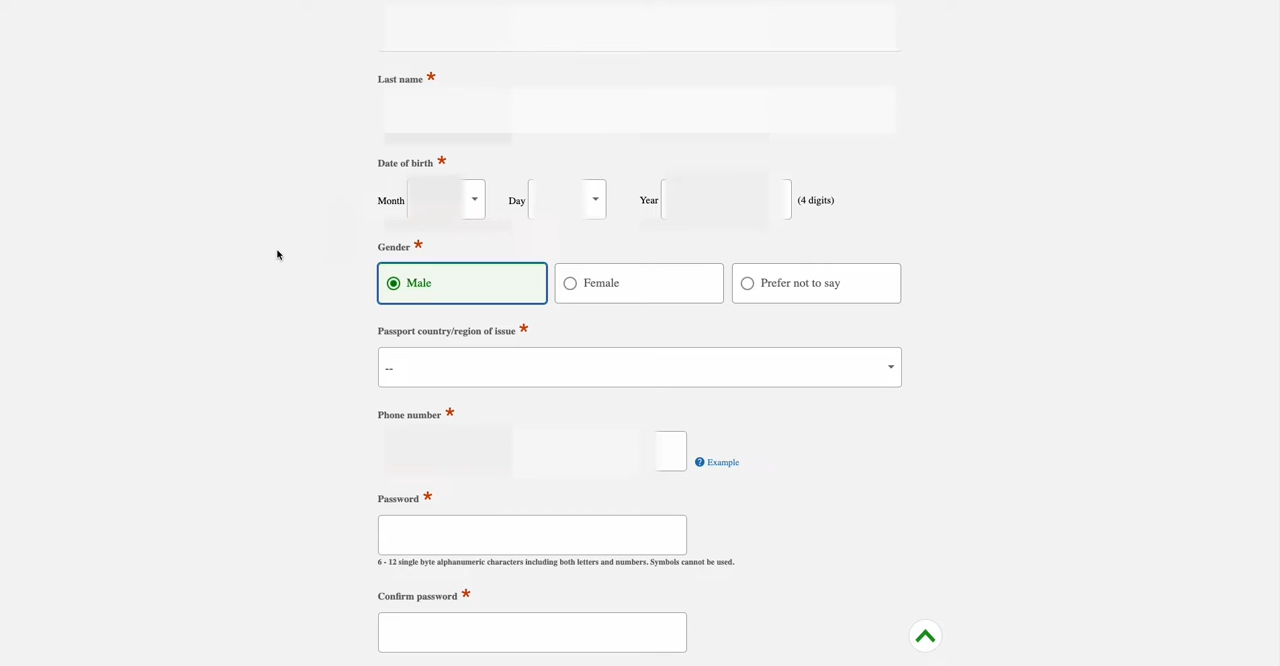 Last name *
Date of birth *
Month
Day
Year
(4 digits)
Gender *
Male
Female
Prefer not to say
Passport country/region of issue *
--
Phone number *
? Example
Password *
6 - 12 single byte alphanumeric characters including both letters and numbers. Symbols cannot be used.
Confirm password *